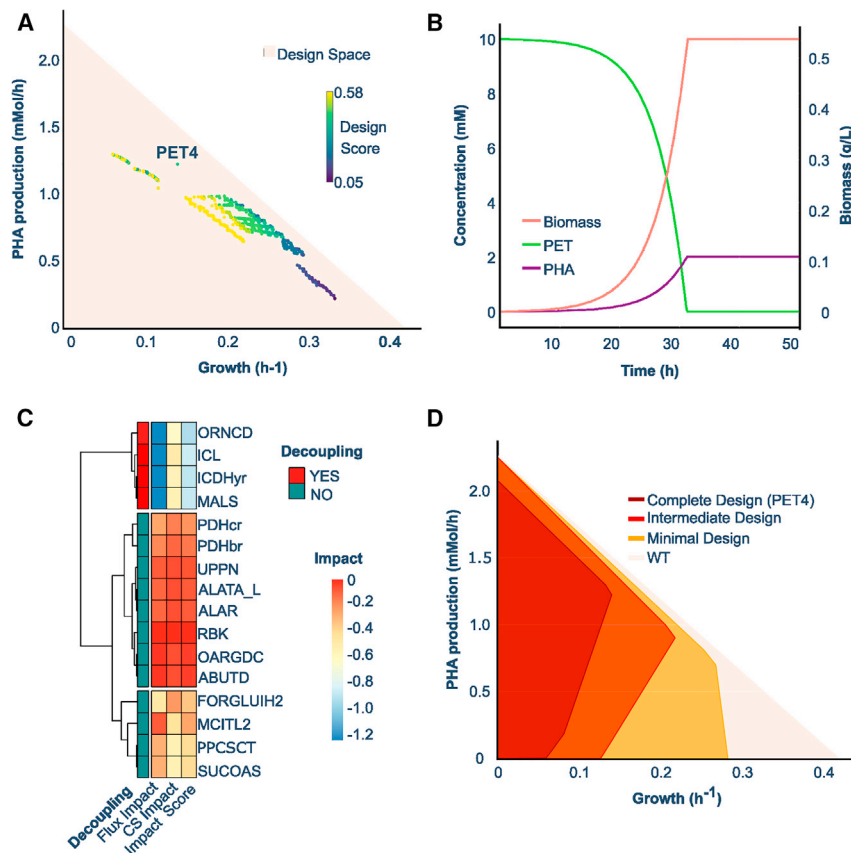 A
2.0
1.5
1.0
0.5
0
PHA production (mMol/h)
Design Space
0.58
Design
Score
0.05
PET4
0 0.1 0.2 0.3 0.4
Growth (h-1)
B
10
8
6
4
2
0
Concentration (mM)
0.5
0.4
0.3
0.2
0.1
0
Biomass (g/L)
Biomass
PET
PHA
10 20 30 40 50
Time (h)
C
ORNCD
ICL
ICDHyr
MALS
PDHcr
PDHbr
UPPN
ALATA_L
ALAR
RBK
OARGDC
ABUTD
FORGLUIH2
MCITL2
PPCSCT
SUCOAS
Decoupling
Flux Impact
CS Impact
Impact Score
Decoupling
YES
NO
Impact
0
-0.2
-0.4
-0.6
-0.8
-1.0
-1.2
D
2.0
1.5
1.0
0.5
0
PHA production (mMol/h)
Complete Design (PET4)
Intermediate Design
Minimal Design
WT
0 0.1 0.2 0.3 0.4
Growth (h⁻¹)